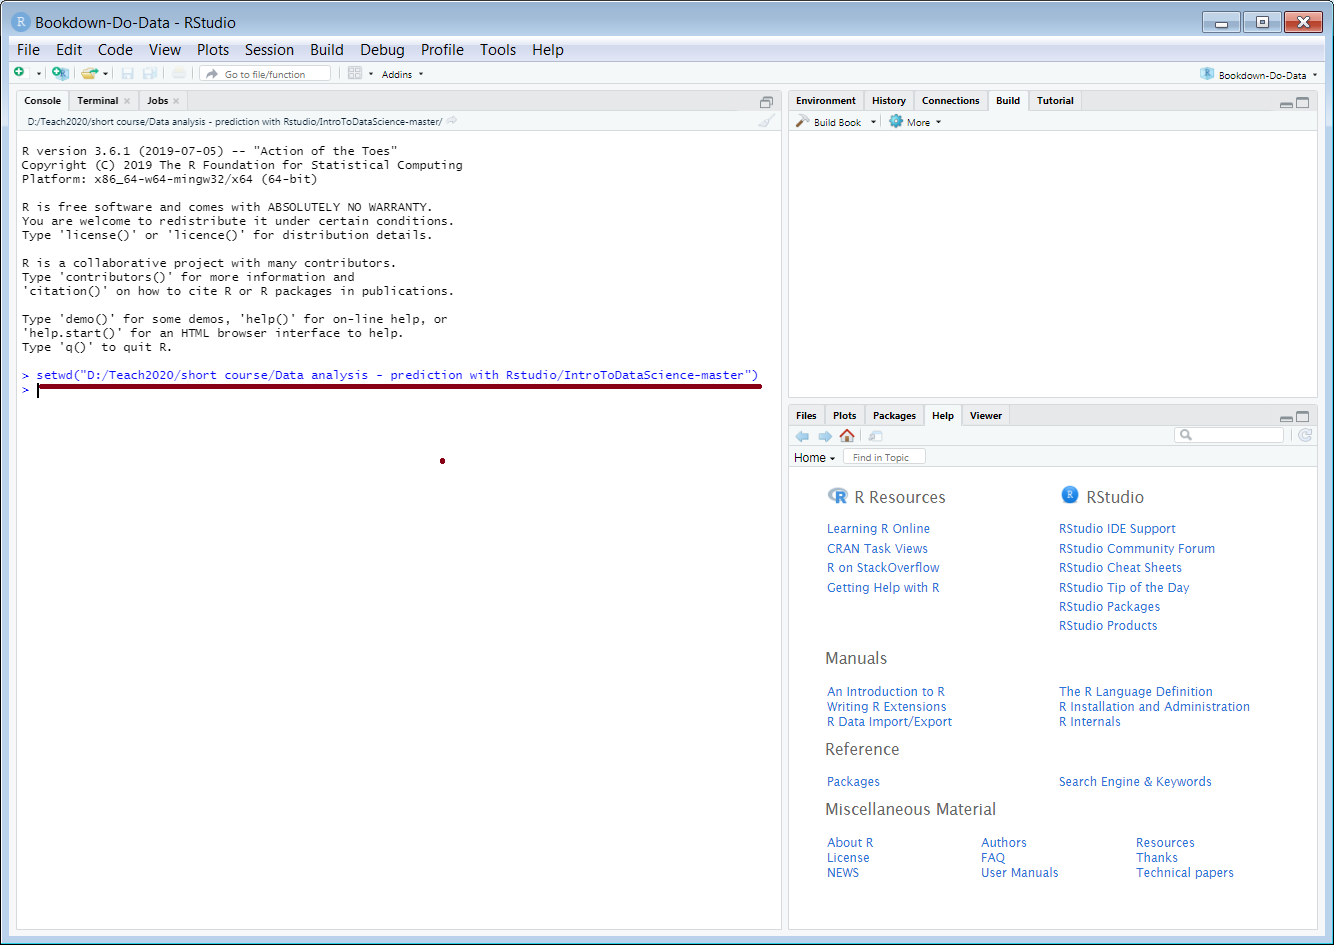 Bookdown-Do-Data - RStudio
File Edit Code View Plots Session Build Debug Profile Tools Help
Go to file/function Addins Bookdown-Do-Data
Console Terminal Jobs
D:/Teach2020/short course/Data analysis - prediction with Rstudio/IntroToDataScience-master/
R version 3.6.1 (2019-07-05) -- "Action of the Toes"
Copyright (C) 2019 The R Foundation for Statistical Computing
Platform: x86_64-w64-mingw32/x64 (64-bit)
R is free software and comes with ABSOLUTELY NO WARRANTY.
You are welcome to redistribute it under certain conditions.
Type 'license()' or 'licence()' for distribution details.
R is a collaborative project with many contributors.
Type 'contributors()' for more information and
'citation()' on how to cite R or R packages in publications.
Type 'demo()' for some demos, 'help()' for on-line help, or
'help.start()' for an HTML browser interface to help.
Type 'q()' to quit R.
> setwd("D:/Teach2020/short course/Data analysis - prediction with Rstudio/IntroToDataScience-master")
>
Environment History Connections Build Tutorial
Build Book More
Files Plots Packages Help Viewer
Home Find in Topic
R R Resources
Learning R Online
CRAN Task Views
R on StackOverflow
Getting Help with R
R RStudio
RStudio IDE Support
RStudio Community Forum
RStudio Cheat Sheets
RStudio Tip of the Day
RStudio Packages
RStudio Products
Manuals
An Introduction to R The R Language Definition
Writing R Extensions R Installation and Administration
R Data Import/Export R Internals
Reference
Packages Search Engine & Keywords
Miscellaneous Material
About R Authors Resources
License FAQ Thanks
NEWS User Manuals Technical papers